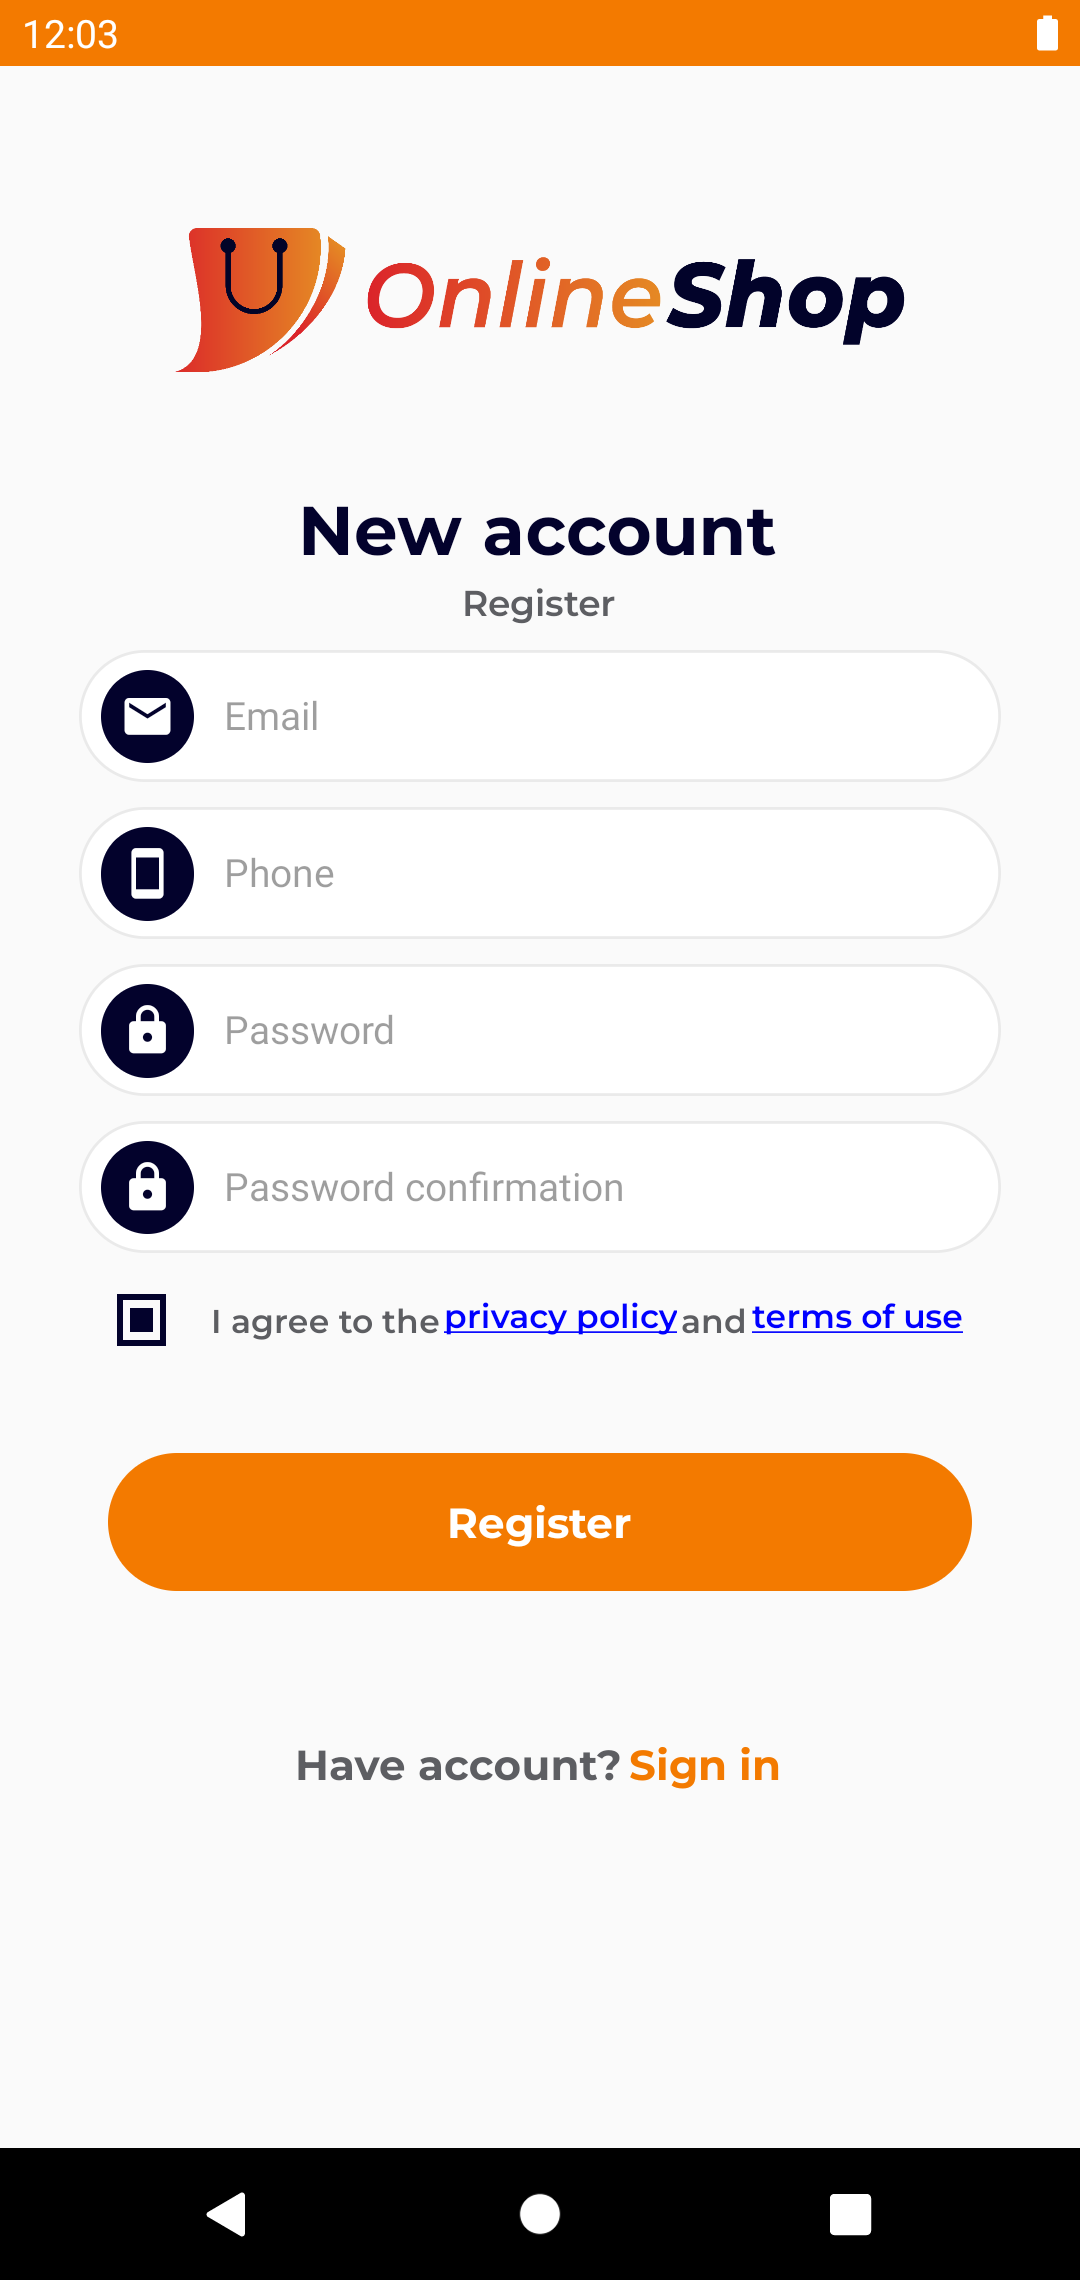 12:03
OnlineShop
New account
Register
Email
Phone
Password
Password confirmation
I agree to the privacy policy and terms of use
Register
Have account? Sign in